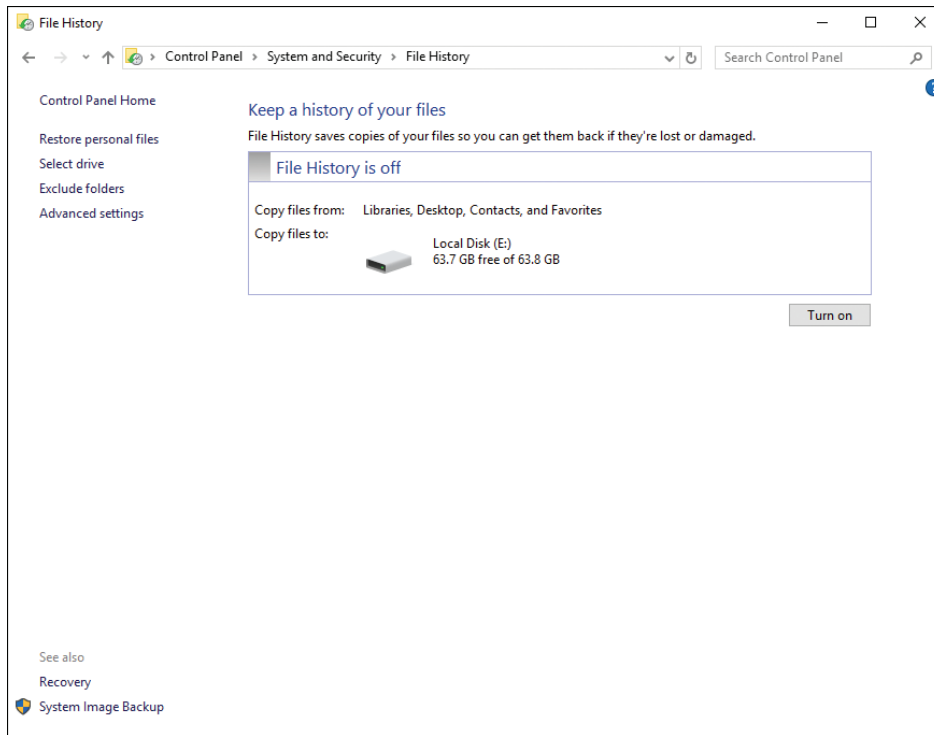 File History
Control Panel > System and Security > File History
Search Control Panel
Control Panel Home
Restore personal files
Select drive
Exclude folders
Advanced settings
Keep a history of your files
File History saves copies of your files so you can get them back if they're lost or damaged.
File History is off
Copy files from: Libraries, Desktop, Contacts, and Favorites
Copy files to:
Local Disk (E:)
63.7 GB free of 63.8 GB
Turn on
See also
Recovery
System Image Backup